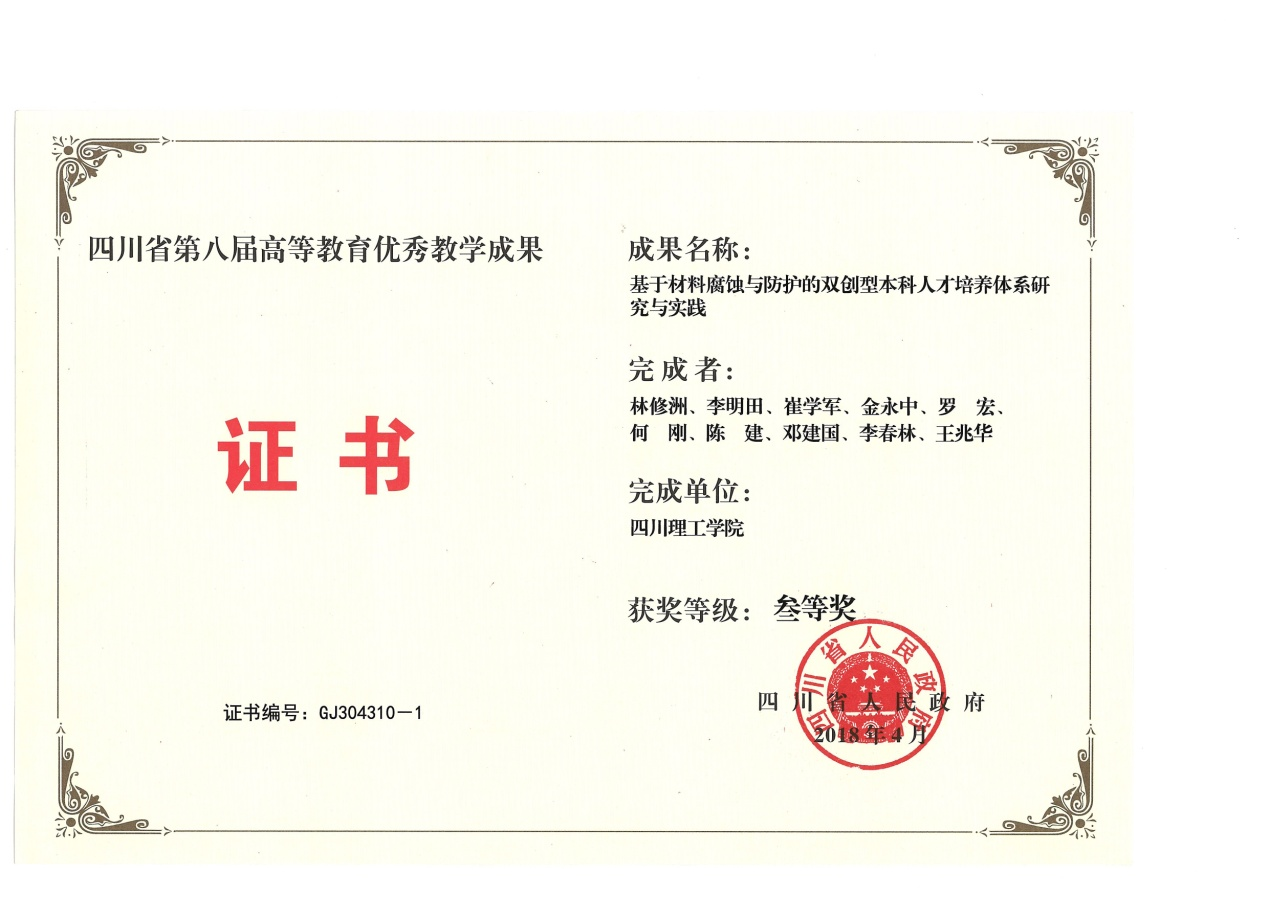 四川省第八届高等教育优秀教学成果
证书
证书编号：GJ304310－1
成果名称：
基于材料腐蚀与防护的双创型本科人才培养体系研
究与实践
完成者：
林修洲、李明田、崔学军、金永中、罗　宏、
何　刚、陈　建、邓建国、李春林、王兆华
完成单位：
四川理工学院
获奖等级：叁等奖
四川省人民政府
四川省人民政府
2018年4月